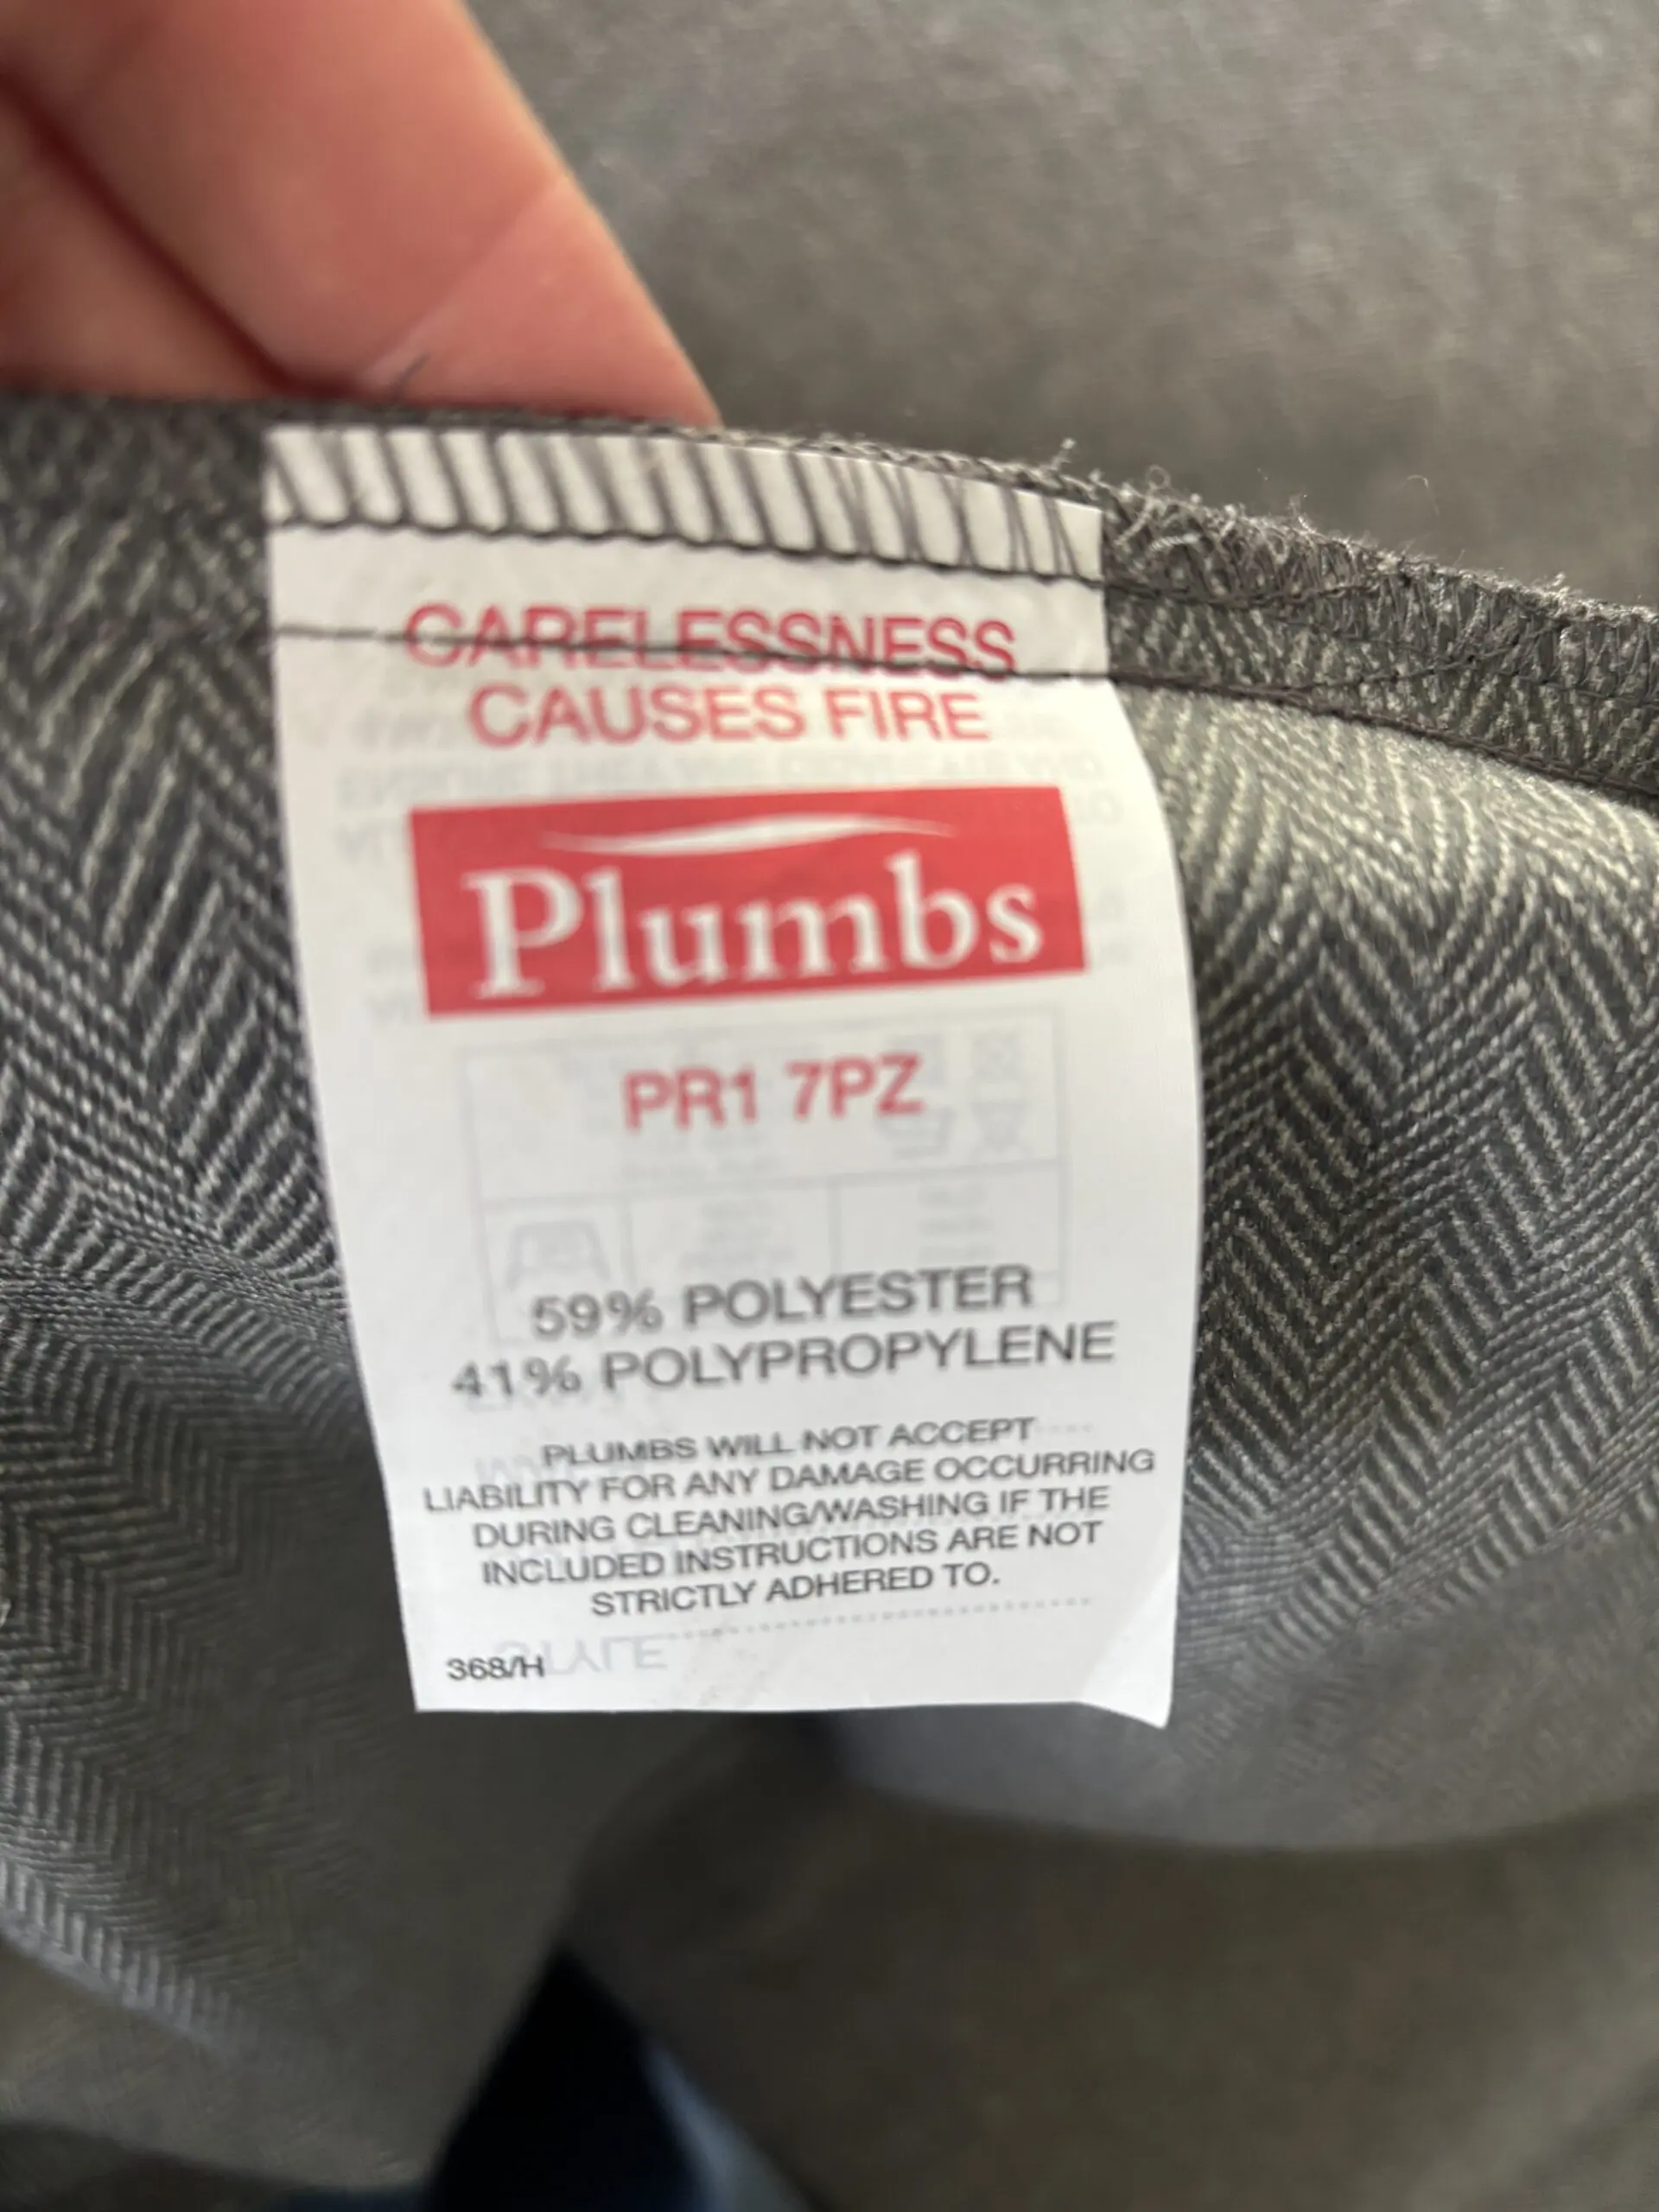 CARELESSNESS
CAUSES FIRE
Plumbs
PR1 7PZ
59% POLYESTER
41% POLYPROPYLENE
PLUMBS WILL NOT ACCEPT
LIABILITY FOR ANY DAMAGE OCCURRING
DURING CLEANING/WASHING IF THE
INCLUDED INSTRUCTIONS ARE NOT
STRICTLY ADHERED TO.
368/H